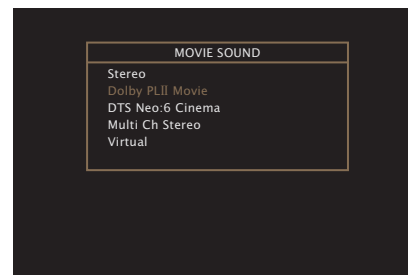 MOVIE SOUND
Stereo
Dolby PLⅡ Movie
DTS Neo:6 Cinema
Multi Ch Stereo
Virtual